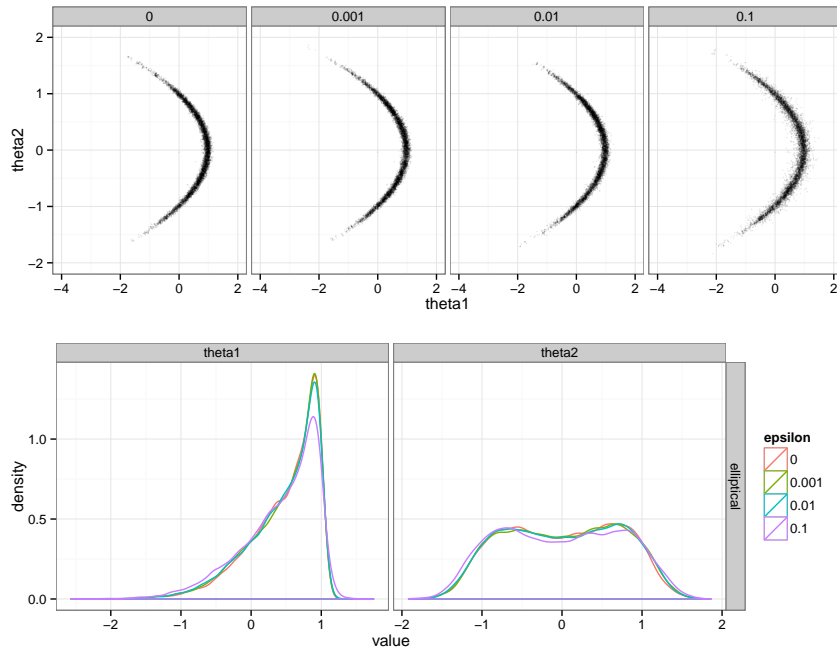 0 0.001 0.01 0.1
2
1
0
−1
−2
theta2
−4 −2 0 2 −4 −2 0 2 −4 −2 0 2 −4 −2 0 2
theta1
theta1 theta2
1.0
0.5
0.0
density
elliptical
−2 −1 0 1 −2 −1 0 1 2
value
epsilon
0
0.001
0.01
0.1